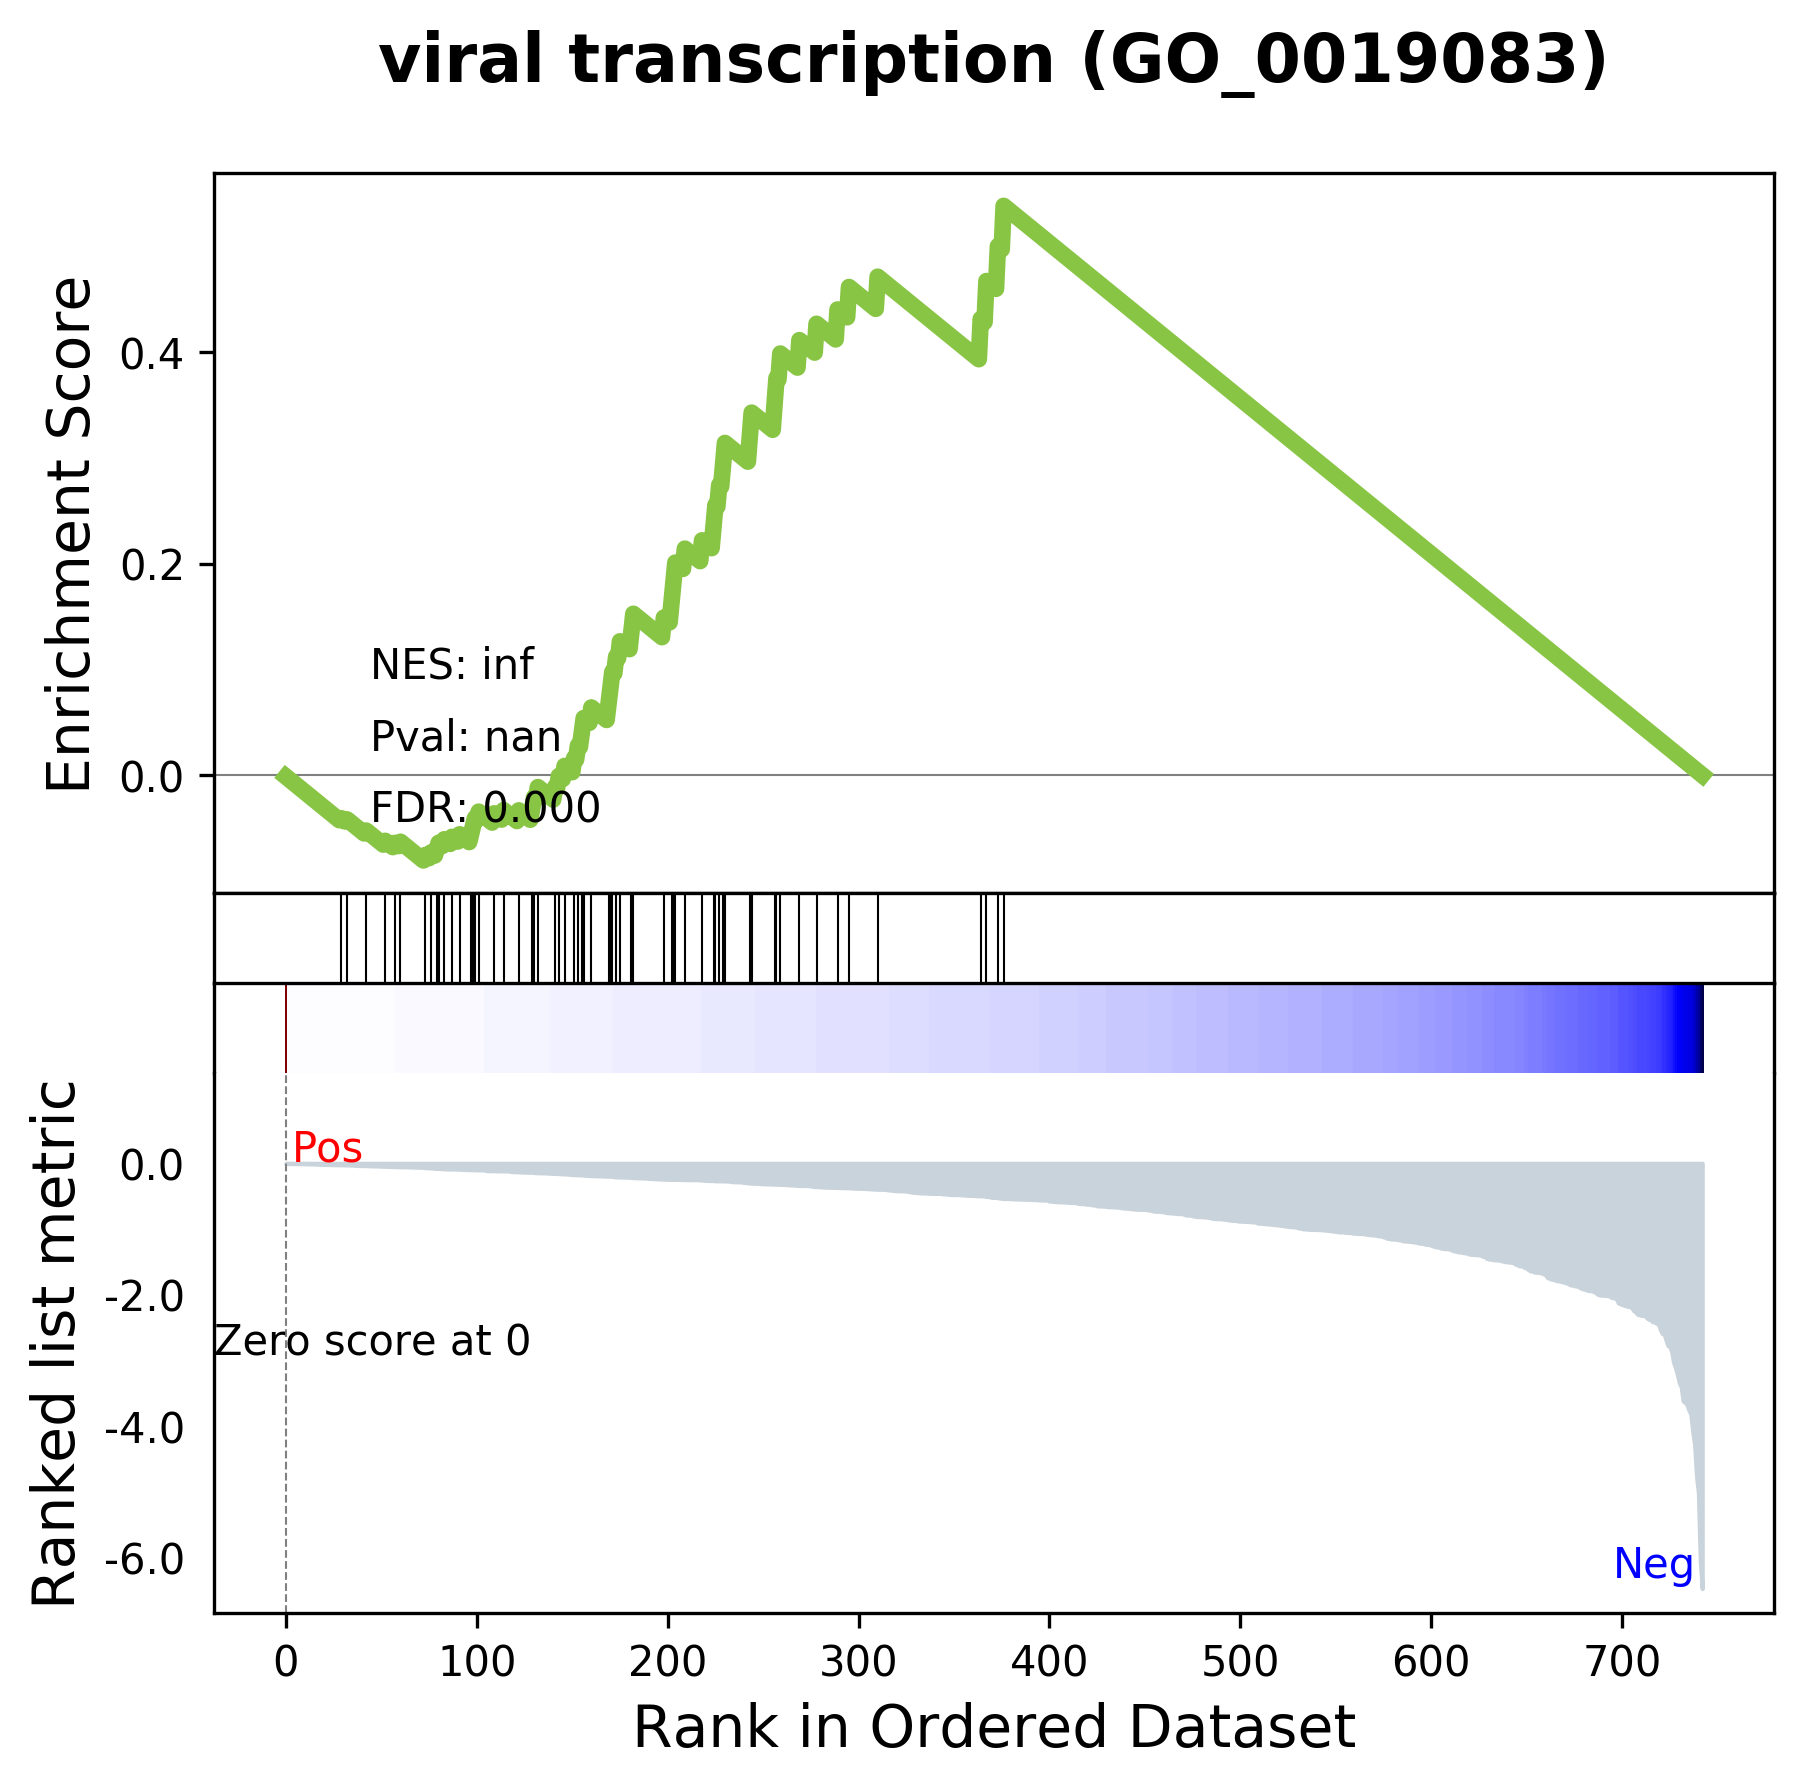 viral transcription (GO_0019083)
Enrichment Score
0.4
0.2
0.0
NES: inf
Pval: nan
FDR: 0.000
Ranked list metric
0.0
-2.0
-4.0
-6.0
Pos
Zero score at 0
Neg
0 100 200 300 400 500 600 700
Rank in Ordered Dataset